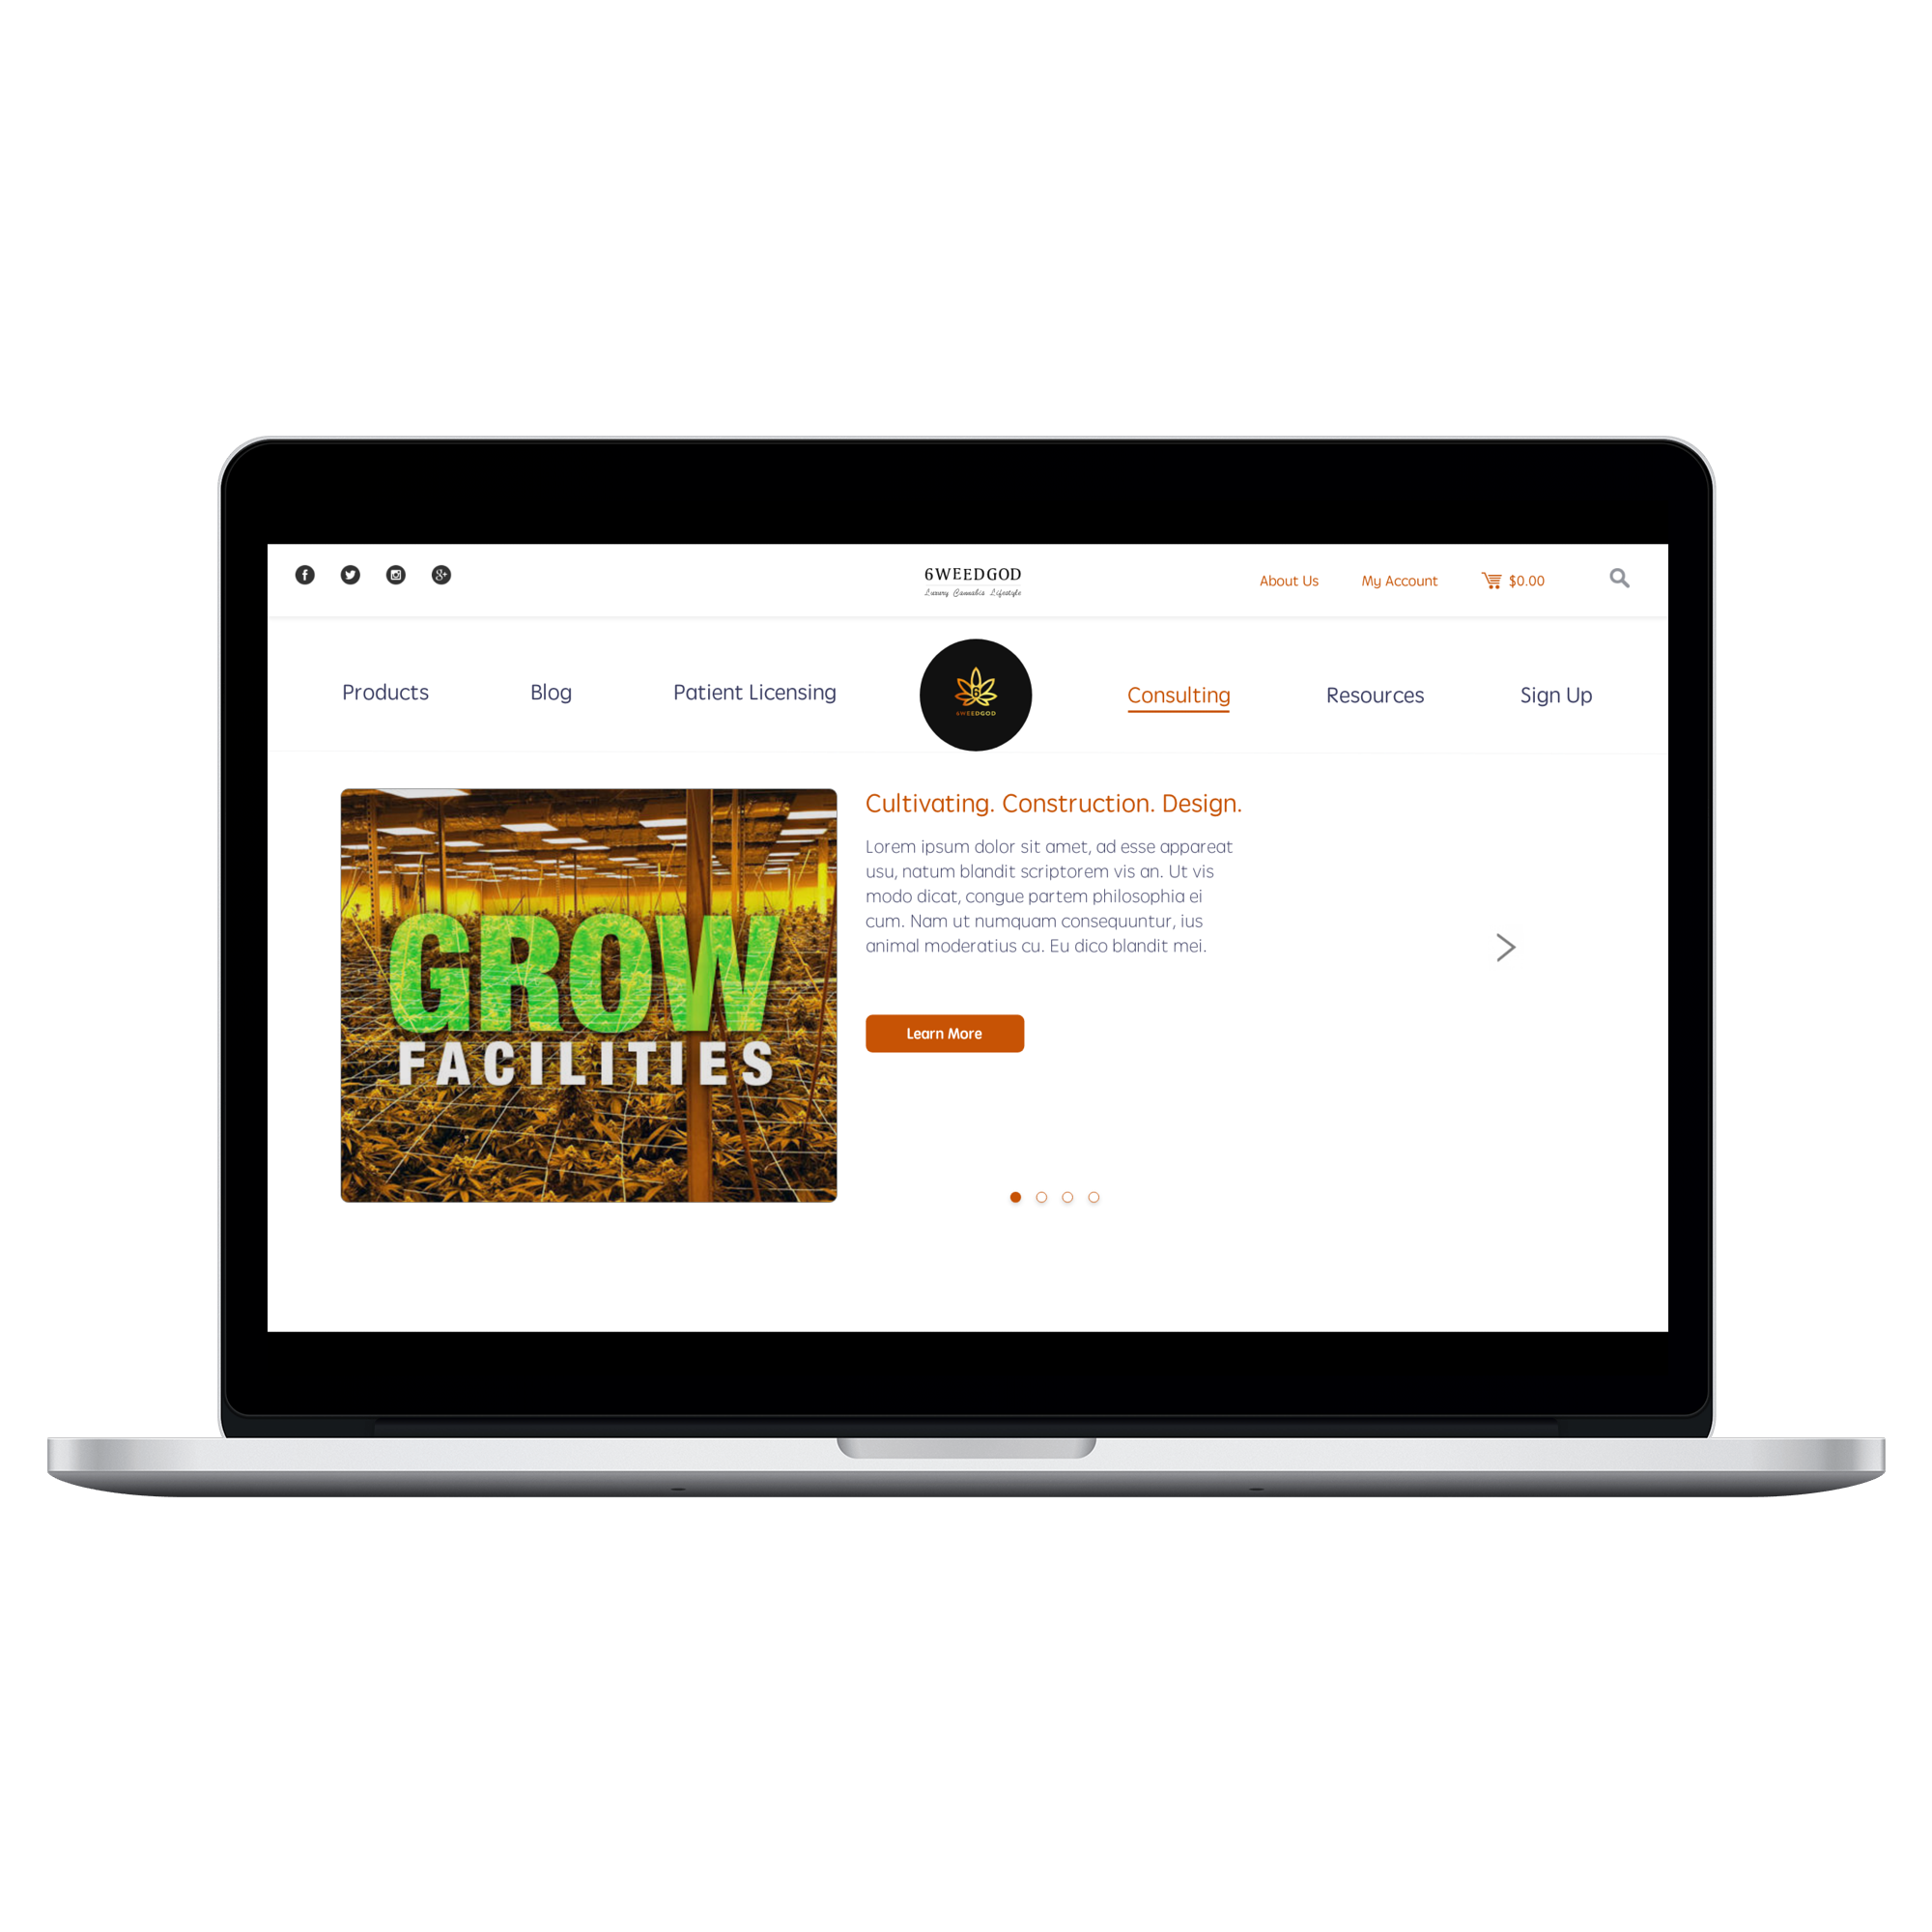 6WEEDGOD
Luxury Cannabis Lifestyle
About Us
My Account
$0.00
Products
Blog
Patient Licensing
6
6WEEDGOD
Consulting
Resources
Sign Up
GROW
FACILITIES
Cultivating. Construction. Design.
Lorem ipsum dolor sit amet, ad esse appareat
usu, natum blandit scriptorem vis an. Ut vis
modo dicat, congue partem philosophia ei
cum. Nam ut numquam consequuntur, ius
animal moderatius cu. Eu dico blandit mei.
Learn More